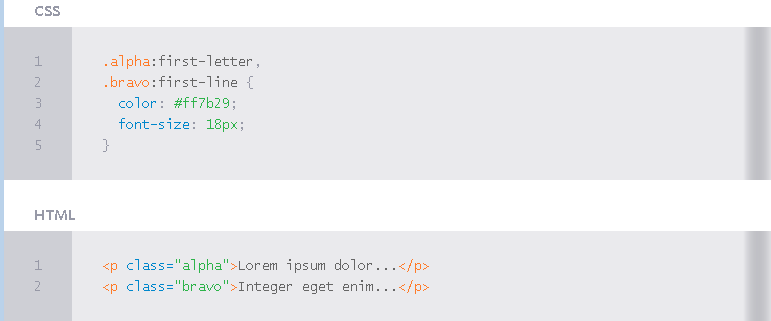 CSS
1 .alpha:first-letter,
2 .bravo:first-line {
3 color: #ff7b29;
4 font-size: 18px;
5 }
HTML
1 <p class="alpha">Lorem ipsum dolor...</p>
2 <p class="bravo">Integer eget enim...</p>